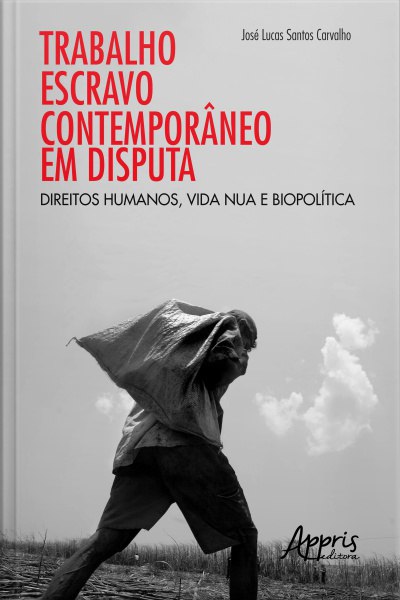 José Lucas Santos Carvalho
TRABALHO
ESCRAVO
CONTEMPORÂNEO
EM DISPUTA
DIREITOS HUMANOS, VIDA NUA E BIOPOLÍTICA
Appris
editora